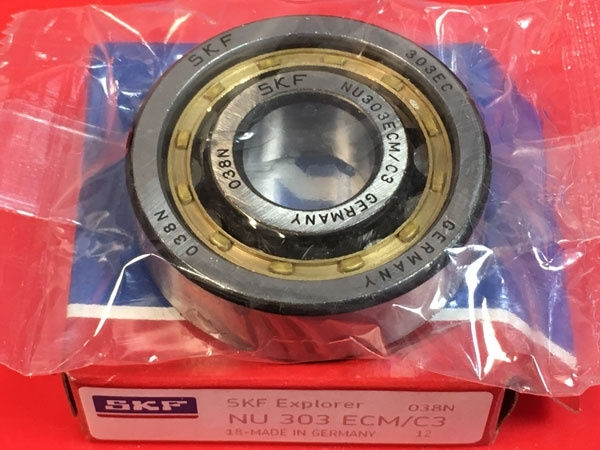 SKF
303EC
GERMANY
038N
SKF
NU303ECM/C3
GERMANY
038N
SKF
SKF Explorer 038N
NU 303 ECM/C3
18-MADE IN GERMANY 12